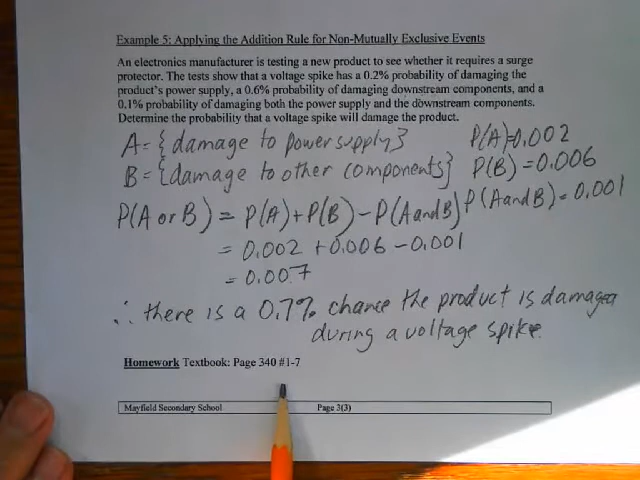 Example 5: Applying the Addition Rule for Non-Mutually Exclusive Events
An electronics manufacturer is testing a new product to see whether it requires a surge
protector. The tests show that a voltage spike has a 0.2% probability of damaging the
product's power supply, a 0.6% probability of damaging downstream components, and a
0.1% probability of damaging both the power supply and the downstream components.
Determine the probability that a voltage spike will damage the product.
A = {damage to power supply} P(A)=0.002
B = {damage to other components} P(B)=0.006
P(A or B) = P(A) + P(B) - P(A and B) P(A and B) = 0.001
= 0.002 + 0.006 - 0.001
= 0.007
∴ there is a 0.7% chance the product is damaged
during a voltage spike.
Homework Textbook: Page 340 #1-7
Mayfield Secondary School Page 3(3)